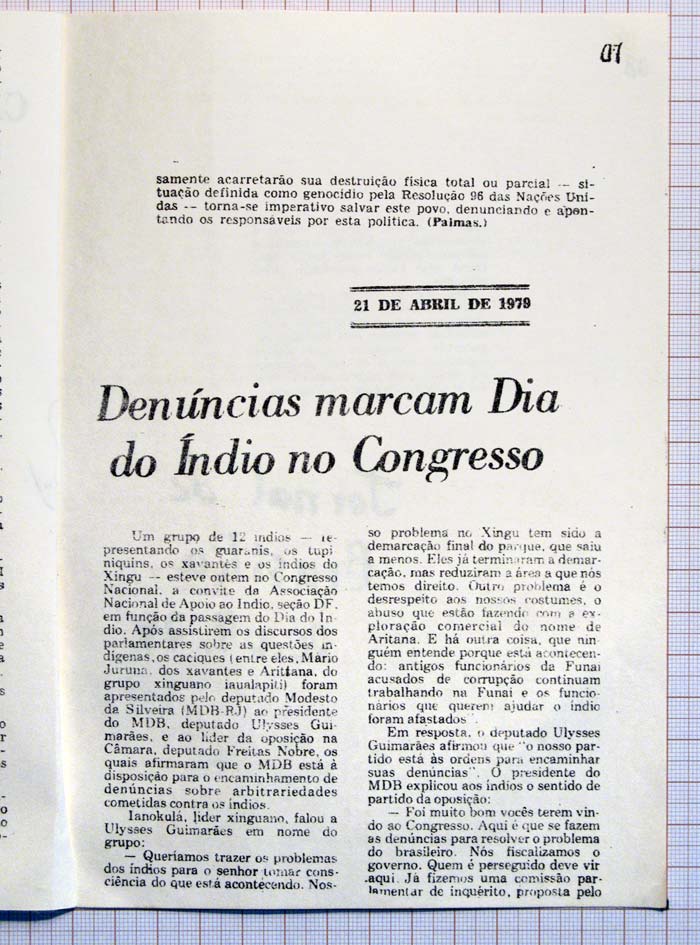 07
samente acarretarão sua destruição física total ou parcial — si-
tuação definida como genocídio pela Resolução 96 das Nações Uni-
das -- torna-se imperativo salvar este povo, denunciando e apon-
tando os responsáveis por esta política. (Palmas.)
21 DE ABRIL DE 1979
Denúncias marcam Dia
do Índio no Congresso
Um grupo de 12 indios — re-
presentando os guaranis, os tupi
niquins, os xavantes e os índios do
Xingu -- esteve ontem no Congresso
Nacional, a convite da Associação
Nacional de Apoio ao Indio, seção DF,
em função da passagem do Dia do Ín
dio. Após assistirem os discursos dos
parlamentares sobre as questões in-
dígenas, os caciques (entre eles, Mário
Juruna, dos xavantes e Arittana, do
grupo xinguano iaualapiti) foram
apresentados pelo deputado Modesto
da Silveira (MDB-RJ) ao presidente
do MDB, deputado Ulysses Gui-
marães, e ao líder da oposição na
Câmara, deputado Freitas Nobre, os
quais afirmaram que o MDB está à
disposição para o encaminhamento de
denúncias sobre arbitrariedades
cometidas contra os índios.
Ianokulá, líder xinguano, falou a
Ulysses Guimarães em nome do
grupo:
— Queríamos trazer os problemas
dos índios para o senhor tomar cons-
ciência do que está acontecendo. Nos-
so problema no Xingu tem sido a
demarcação final do parque, que saiu
a menos. Eles já terminaram a demar-
cação, mas reduziram a área a que nós
temos direito. Outro problema é o
desrespeito aos nossos costumes, o
abuso que estão fazendo com a ex-
ploração comercial do nome de
Aritana. E há outra coisa, que nin-
guém entende porque está acontecen-
do: antigos funcionários da Funai
acusados de corrupção continuam
trabalhando na Funai e os funcio-
nários que querem ajudar o índio
foram afastados".
Em resposta, o deputado Ulysses
Guimarães afirmou que "o nosso par-
tido está às ordens para encaminhar
suas denúncias". O presidente do
MDB explicou aos índios o sentido de
partido da oposição:
— Foi muito bom vocês terem vin-
do ao Congresso. Aqui é que se fazem
as denúncias para resolver o problema
do brasileiro. Nós fiscalizamos o
governo. Quem é perseguido deve vir
aqui. Já fizemos uma comissão par-
lamentar de inquérito, proposta pelo